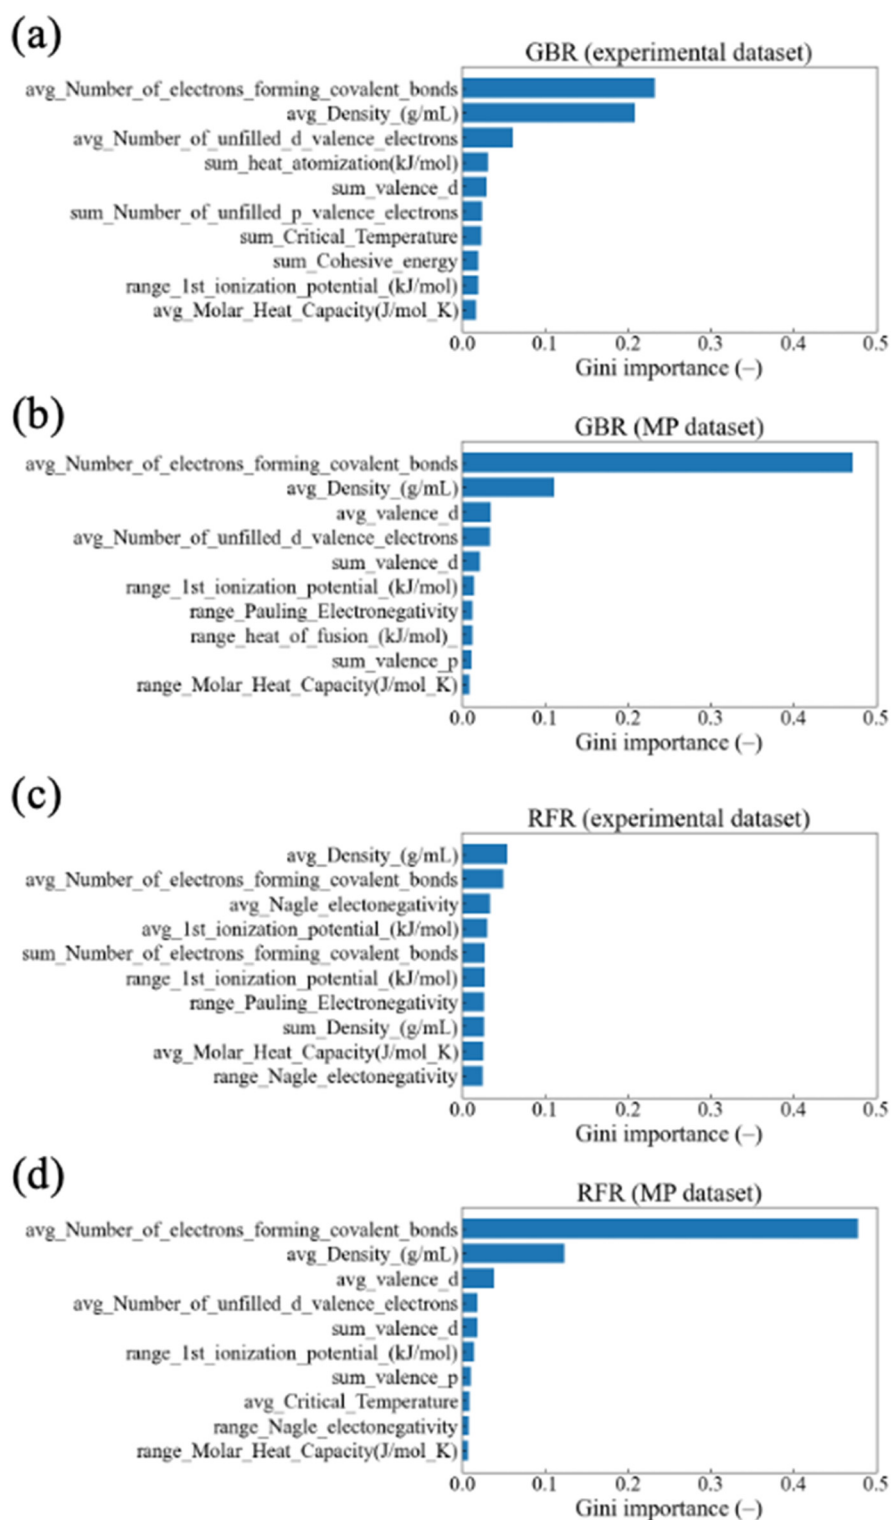 (a)
GBR (experimental dataset)
avg_Number_of_electrons_forming_covalent_bonds
avg_Density_(g/mL)
avg_Number_of_unfilled_d_valence_electrons
sum_heat_atomization(kJ/mol)
sum_valence_d
sum_Number_of_unfilled_p_valence_electrons
sum_Critical_Temperature
sum_Cohesive_energy
range_1st_ionization_potential_(kJ/mol)
avg_Molar_Heat_Capacity(J/mol_K)
0.0 0.1 0.2 0.3 0.4 0.5
Gini importance (–)
(b)
GBR (MP dataset)
avg_Number_of_electrons_forming_covalent_bonds
avg_Density_(g/mL)
avg_valence_d
avg_Number_of_unfilled_d_valence_electrons
sum_valence_d
range_1st_ionization_potential_(kJ/mol)
range_Pauling_Electronegativity
range_heat_of_fusion_(kJ/mol)_
sum_valence_p
range_Molar_Heat_Capacity(J/mol_K)
0.0 0.1 0.2 0.3 0.4 0.5
Gini importance (–)
(c)
RFR (experimental dataset)
avg_Density_(g/mL)
avg_Number_of_electrons_forming_covalent_bonds
avg_Nagle_electonegativity
avg_1st_ionization_potential_(kJ/mol)
sum_Number_of_electrons_forming_covalent_bonds
range_1st_ionization_potential_(kJ/mol)
range_Pauling_Electronegativity
sum_Density_(g/mL)
avg_Molar_Heat_Capacity(J/mol_K)
range_Nagle_electonegativity
0.0 0.1 0.2 0.3 0.4 0.5
Gini importance (–)
(d)
RFR (MP dataset)
avg_Number_of_electrons_forming_covalent_bonds
avg_Density_(g/mL)
avg_valence_d
avg_Number_of_unfilled_d_valence_electrons
sum_valence_d
range_1st_ionization_potential_(kJ/mol)
sum_valence_p
avg_Critical_Temperature
range_Nagle_electonegativity
range_Molar_Heat_Capacity(J/mol_K)
0.0 0.1 0.2 0.3 0.4 0.5
Gini importance (–)